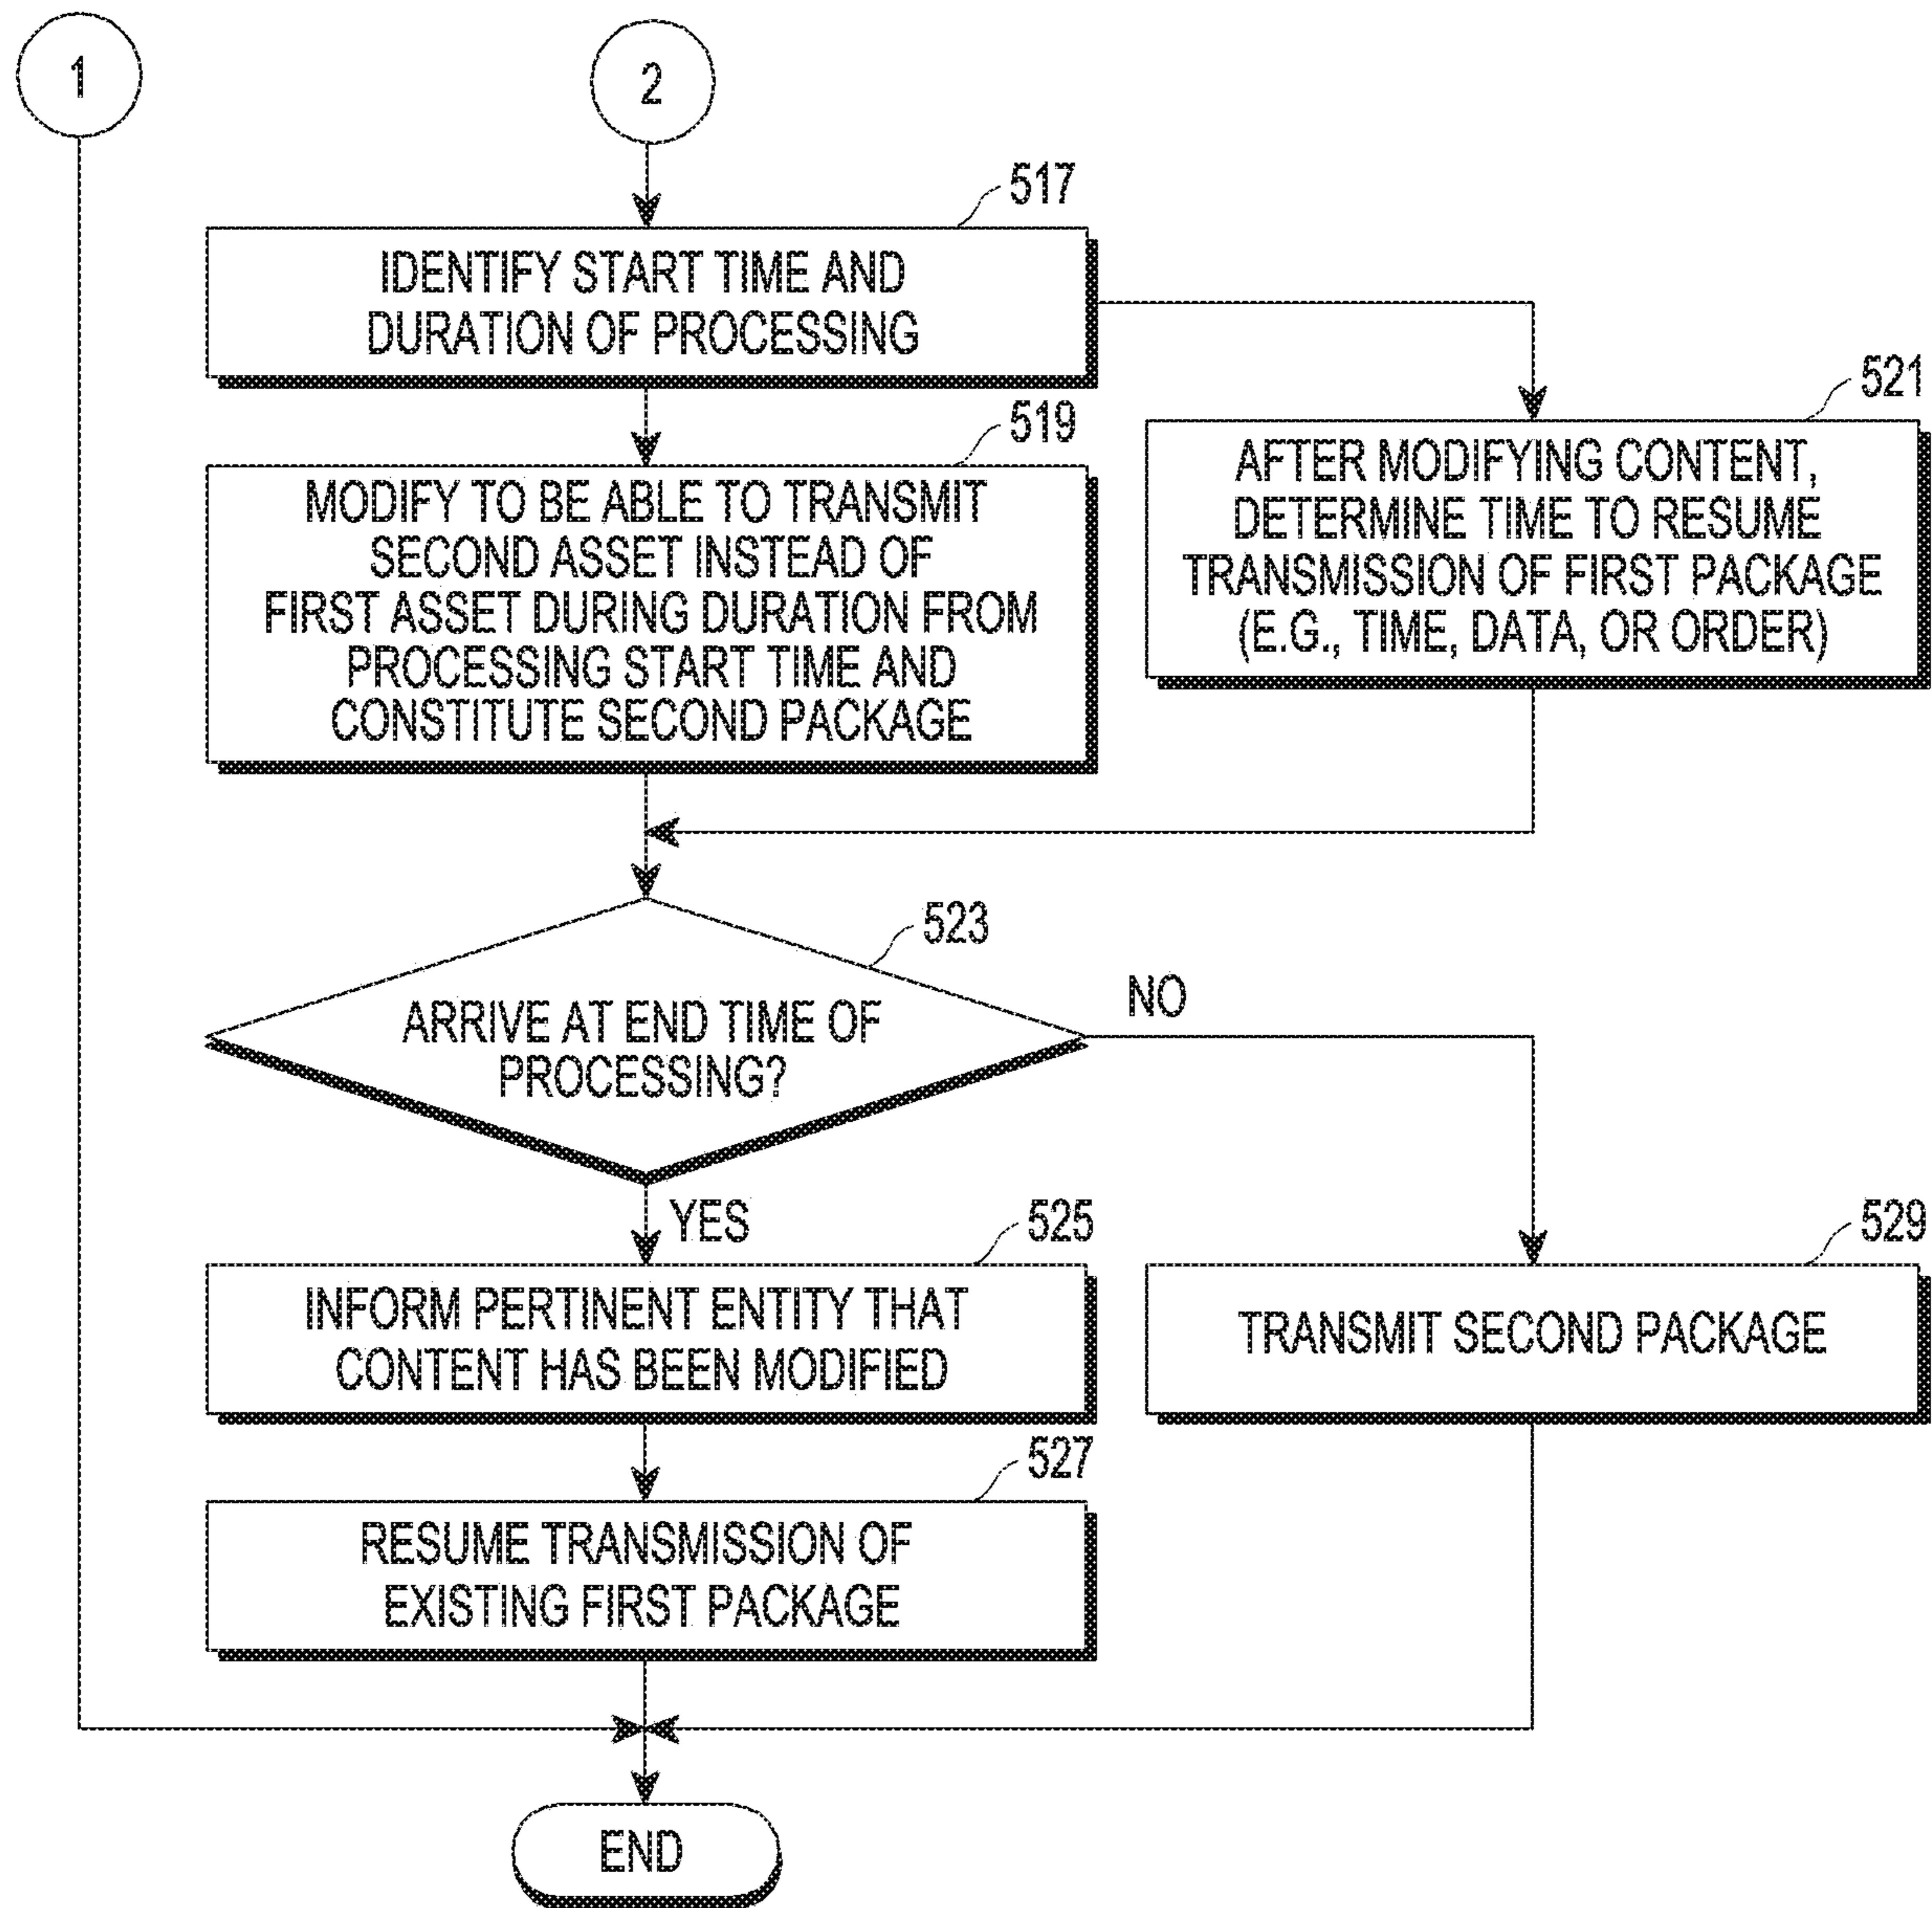 1
2
517
IDENTIFY START TIME AND
DURATION OF PROCESSING
519
MODIFY TO BE ABLE TO TRANSMIT
SECOND ASSET INSTEAD OF
FIRST ASSET DURING DURATION FROM
PROCESSING START TIME AND
CONSTITUTE SECOND PACKAGE
521
AFTER MODIFYING CONTENT,
DETERMINE TIME TO RESUME
TRANSMISSION OF FIRST PACKAGE
(E.G., TIME, DATA, OR ORDER)
523
ARRIVE AT END TIME OF
PROCESSING?
NO
YES
525
INFORM PERTINENT ENTITY THAT
CONTENT HAS BEEN MODIFIED
529
TRANSMIT SECOND PACKAGE
527
RESUME TRANSMISSION OF
EXISTING FIRST PACKAGE
END